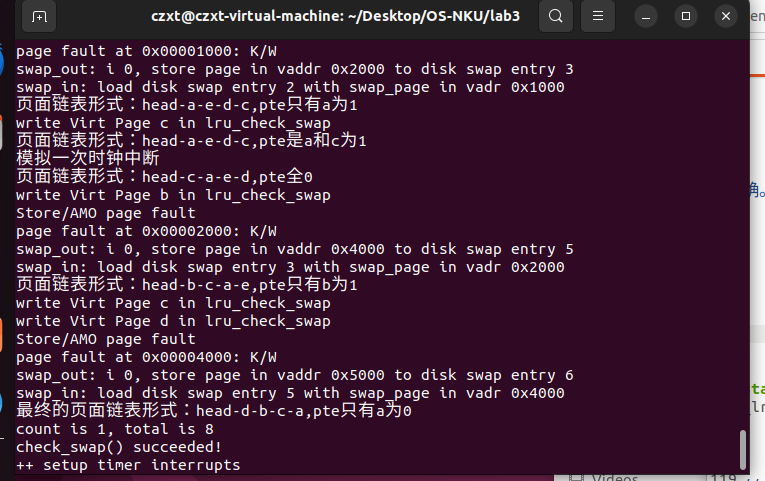 czxt@czxt-virtual-machine: ~/Desktop/OS-NKU/lab3
page fault at 0x00001000: K/W
swap_out: i 0, store page in vaddr 0x2000 to disk swap entry 3
swap_in: load disk swap entry 2 with swap_page in vadr 0x1000
页面链表形式：head-a-e-d-c,pte只有a为1
write Virt Page c in lru_check_swap
页面链表形式：head-a-e-d-c,pte是a和c为1
模拟一次时钟中断
页面链表形式：head-c-a-e-d,pte全0
write Virt Page b in lru_check_swap
Store/AMO page fault
page fault at 0x00002000: K/W
swap_out: i 0, store page in vaddr 0x4000 to disk swap entry 5
swap_in: load disk swap entry 3 with swap_page in vadr 0x2000
页面链表形式：head-b-c-a-e,pte只有b为1
write Virt Page c in lru_check_swap
write Virt Page d in lru_check_swap
Store/AMO page fault
page fault at 0x00004000: K/W
swap_out: i 0, store page in vaddr 0x5000 to disk swap entry 6
swap_in: load disk swap entry 5 with swap_page in vadr 0x4000
最终的页面链表形式：head-d-b-c-a,pte只有a为0
count is 1, total is 8
check_swap() succeeded!
++ setup timer interrupts
Videos
119